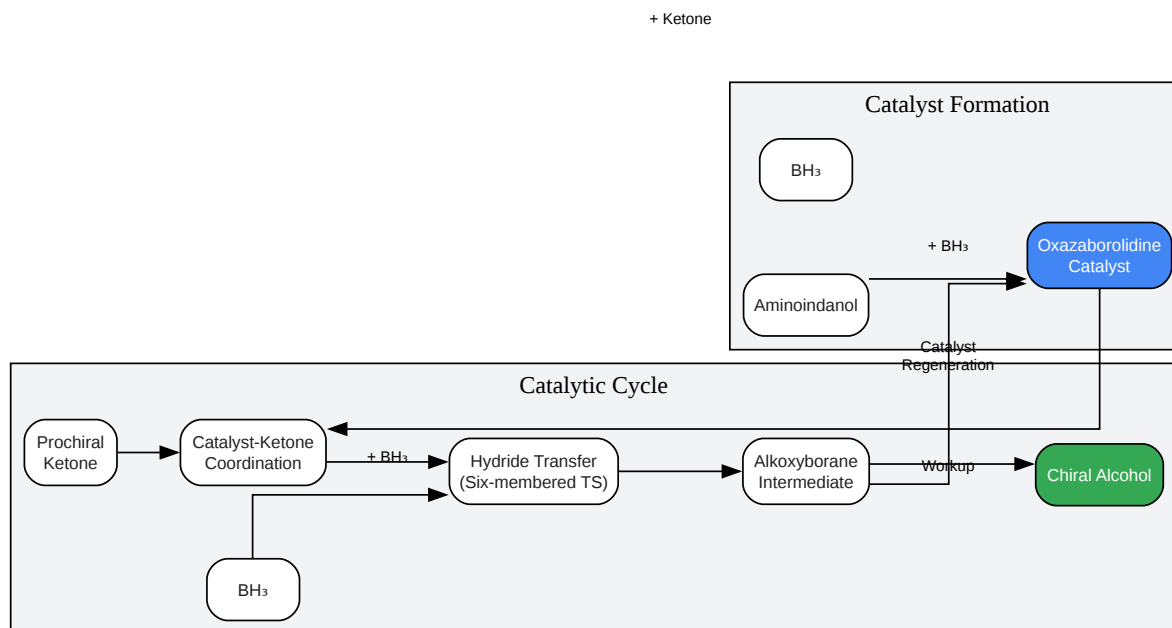 + Ketone
Catalyst Formation
BH₃
+ BH₃
Oxazaborolidine
Catalyst
Aminoindanol
Catalyst
Regeneration
Catalytic Cycle
Prochiral
Ketone
Catalyst-Ketone
Coordination
+ BH₃
Hydride Transfer
(Six-membered TS)
Alkoxyborane
Intermediate
Workup
Chiral Alcohol
BH₃